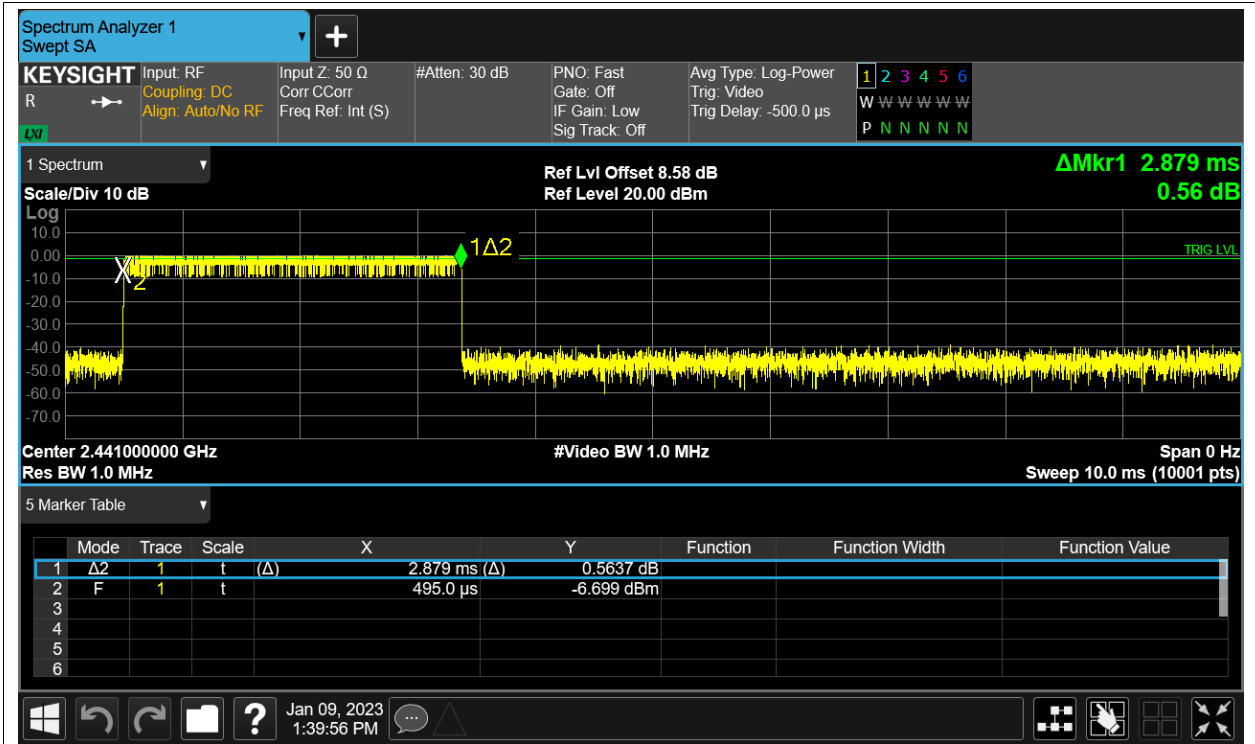 Spectrum Analyzer 1
Swept SA
KEYSIGHT
R
LXI
Input: RF
Coupling: DC
Align: Auto/No RF
Input Z: 50 Ω
Corr CCorr
Freq Ref: Int (S)
#Atten: 30 dB
PNO: Fast
Gate: Off
IF Gain: Low
Sig Track: Off
Avg Type: Log-Power
Trig: Video
Trig Delay: -500.0 µs
1 2 3 4 5 6
W W W W W W
P N N N N N
1 Spectrum
Scale/Div 10 dB
Ref Lvl Offset 8.58 dB
Ref Level 20.00 dBm
ΔMkr1 2.879 ms
0.56 dB
Log
10.0
0.00
-10.0
-20.0
-30.0
-40.0
-50.0
-60.0
-70.0
1Δ2
2
TRIG LVL
Center 2.441000000 GHz
#Video BW 1.0 MHz
Span 0 Hz
Res BW 1.0 MHz
Sweep 10.0 ms (10001 pts)
5 Marker Table
Mode Trace Scale X Y Function Function Width Function Value
1 Δ2 1 t (Δ) 2.879 ms (Δ) 0.5637 dB
2 F 1 t 495.0 µs -6.699 dBm
3
4
5
6
?
Jan 09, 2023
1:39:56 PM